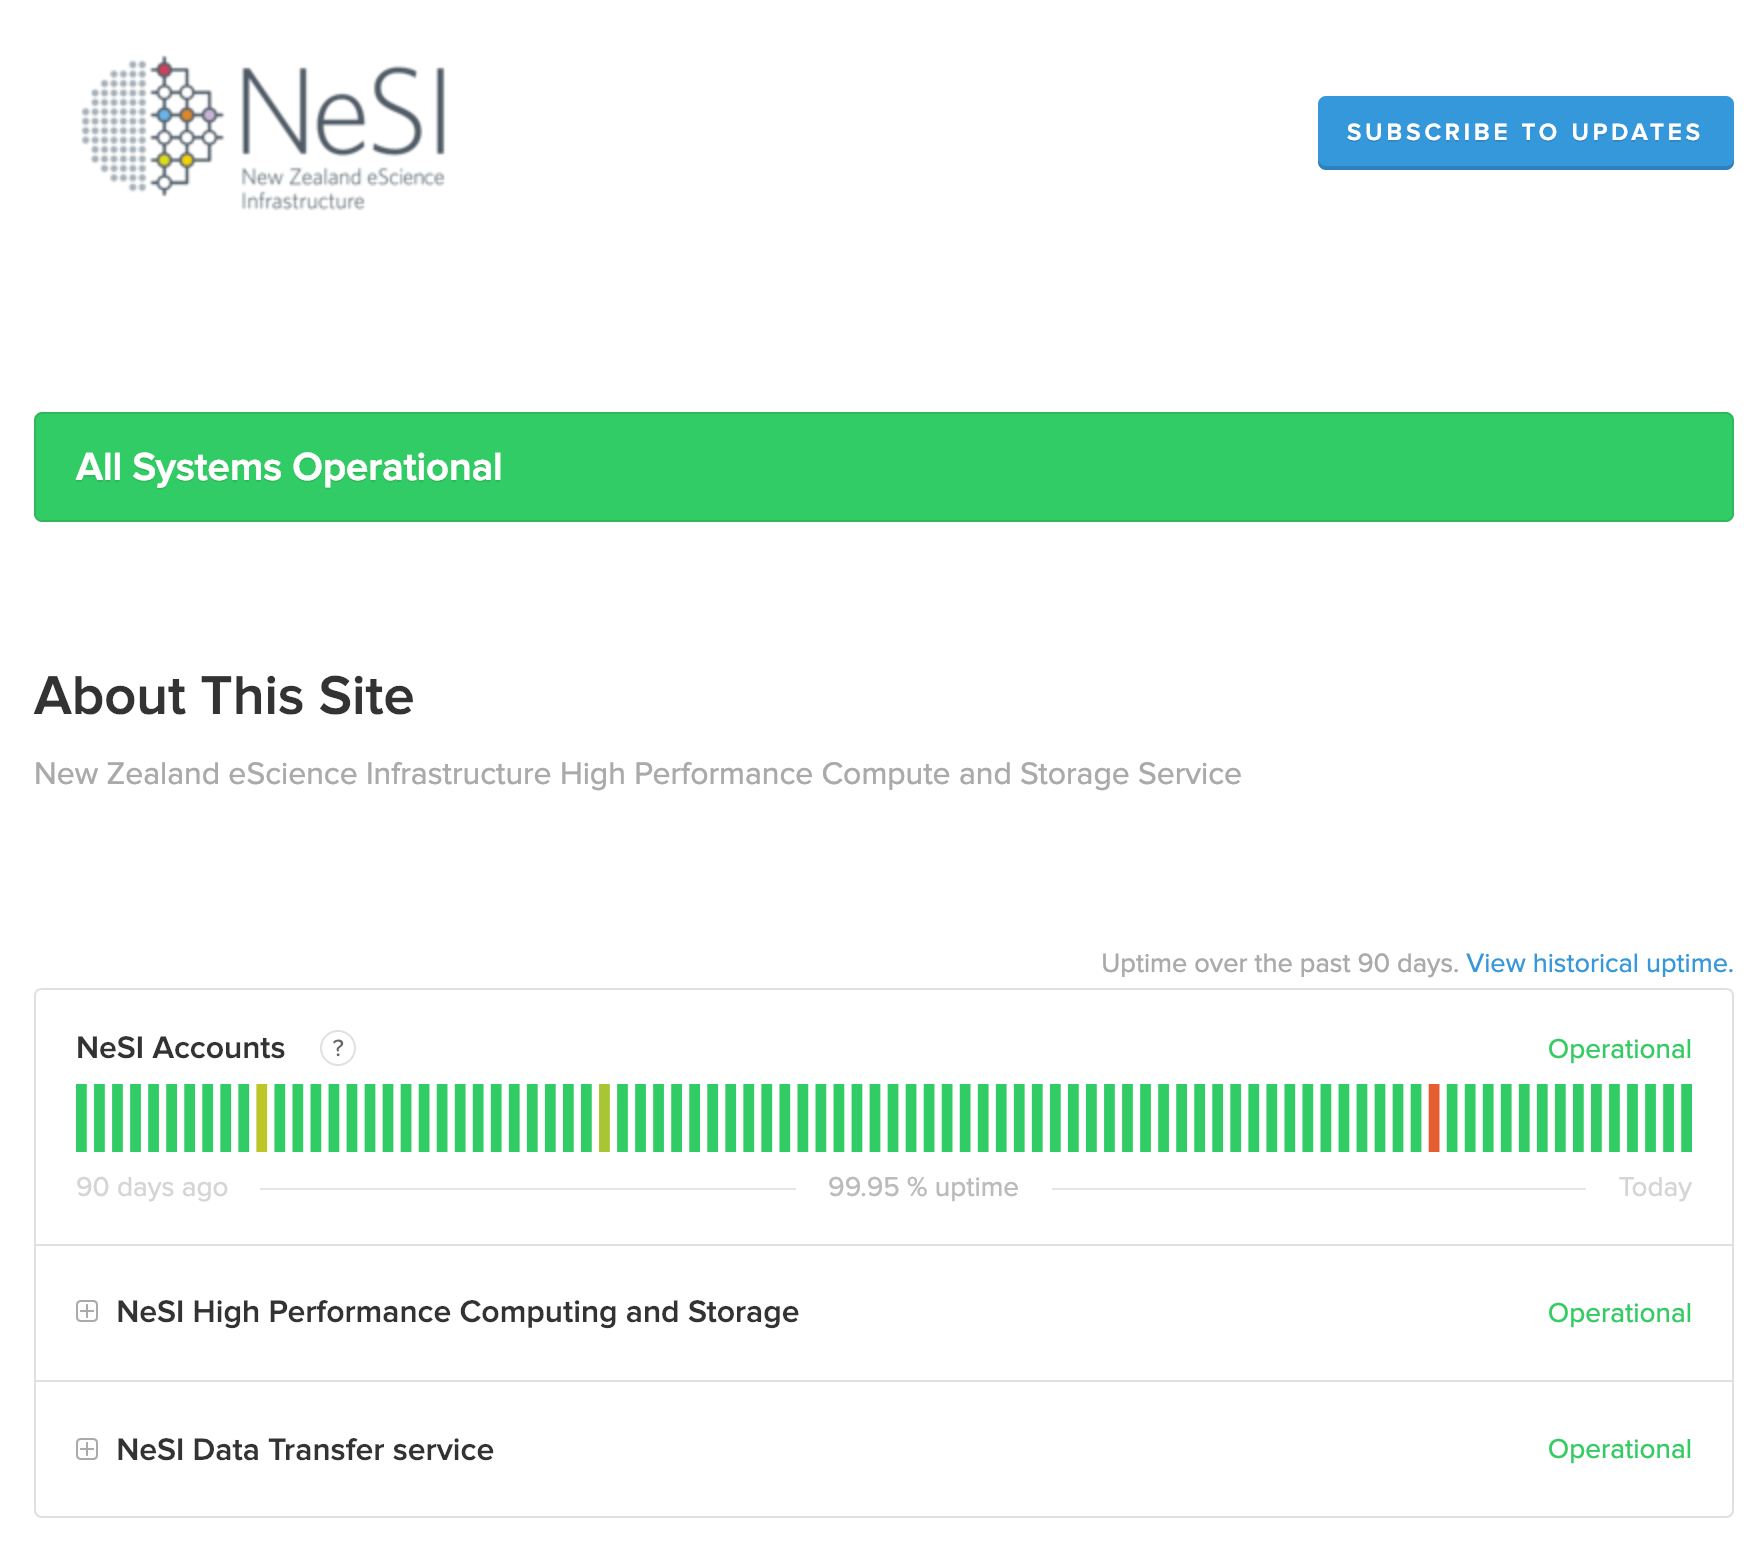 NeSI
New Zealand eScience
Infrastructure
SUBSCRIBE TO UPDATES
All Systems Operational
About This Site
New Zealand eScience Infrastructure High Performance Compute and Storage Service
Uptime over the past 90 days. View historical uptime.
NeSI Accounts ? Operational
90 days ago 99.95 % uptime Today
NeSI High Performance Computing and Storage Operational
NeSI Data Transfer service Operational